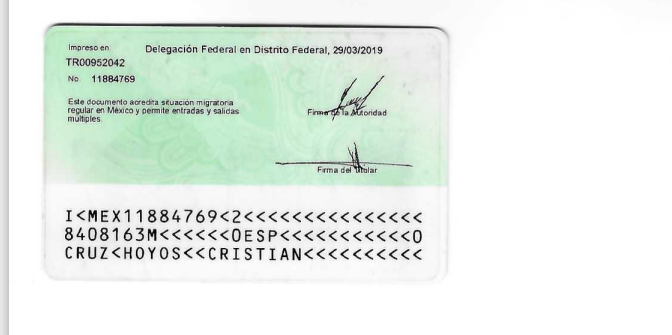 Impreso en Delegación Federal en Distrito Federal, 29/03/2019
TR00952042
No. 11884769
Este documento acredita situación migratoria
regular en México y permite entradas y salidas
múltiples.
Firma de la Autoridad
Firma del Titular
I<MEX11884769<2<<<<<<<<<<<<<<<
8408163M<<<<<<0ESP<<<<<<<<<<<0
CRUZ<HOYOS<<CRISTIAN<<<<<<<<<<